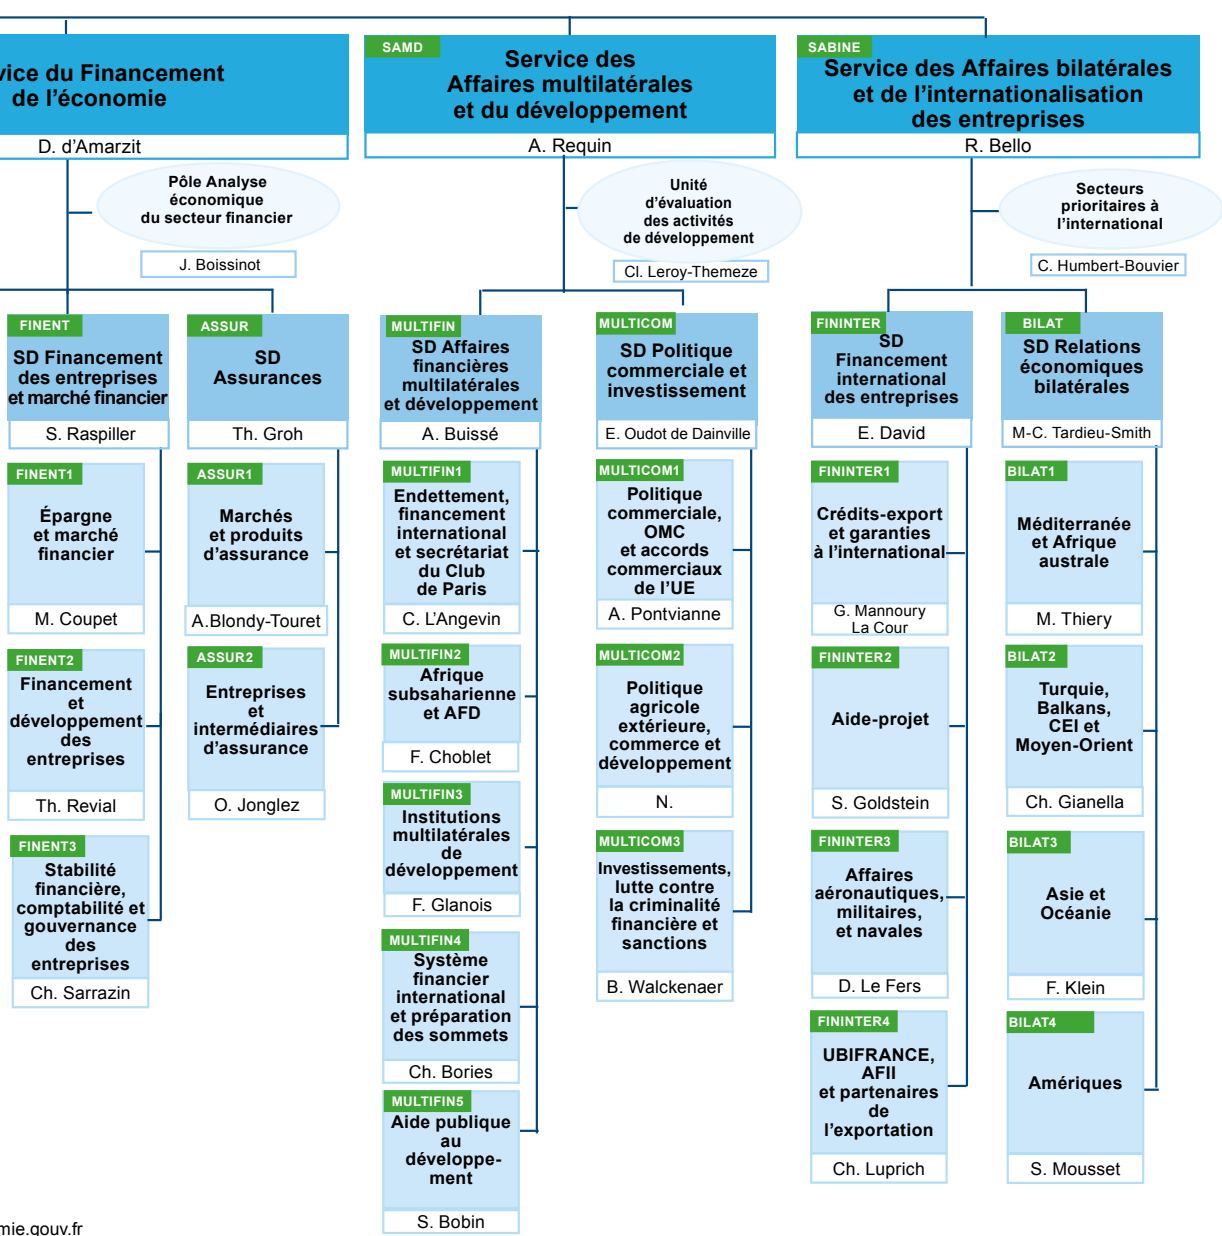 vice du Financement
de l'économie
D. d'Amarzit
Pôle Analyse
économique
du secteur financier
J. Boissinot
FINENT
SD Financement
des entreprises
et marché financier
S. Raspiller
FINENT1
Épargne
et marché
financier
M. Coupet
FINENT2
Financement
et
développement
des
entreprises
Th. Revial
FINENT3
Stabilité
financière,
comptabilité et
gouvernance
des
entreprises
Ch. Sarrazin
ASSUR
SD
Assurances
Th. Groh
ASSUR1
Marchés
et produits
d'assurance
A.Blondy-Touret
ASSUR2
Entreprises
et
intermédiaires
d'assurance
O. Jonglez
SAMD
Service des
Affaires multilatérales
et du développement
A. Requin
Unité
d'évaluation
des activités
de développement
Cl. Leroy-Themeze
MULTIFIN
SD Affaires
financières
multilatérales
et développement
A. Buissé
MULTIFIN1
Endettement,
financement
international
et secrétariat
du Club
de Paris
C. L'Angevin
MULTIFIN2
Afrique
subsaharienne
et AFD
F. Choblet
MULTIFIN3
Institutions
multilatérales
de
développement
F. Glanois
MULTIFIN4
Système
financier
international
et préparation
des sommets
Ch. Bories
MULTIFIN5
Aide publique
au
développe-
ment
S. Bobin
MULTICOM
SD Politique
commerciale et
investissement
E. Oudot de Dainville
MULTICOM1
Politique
commerciale,
OMC
et accords
commerciaux
de l'UE
A. Pontvianne
MULTICOM2
Politique
agricole
extérieure,
commerce et
développement
N.
MULTICOM3
Investissements,
lutte contre
la criminalité
financière et
sanctions
B. Walckenaer
SABINE
Service des Affaires bilatérales
et de l'internationalisation
des entreprises
R. Bello
Secteurs
prioritaires à
l'international
C. Humbert-Bouvier
FININTER
SD
Financement
international
des entreprises
E. David
FININTER1
Crédits-export
et garanties
à l'international
G. Mannoury
La Cour
FININTER2
Aide-projet
S. Goldstein
FININTER3
Affaires
aéronautiques,
militaires,
et navales
D. Le Fers
FININTER4
UBIFRANCE,
AFII
et partenaires
de
l'exportation
Ch. Luprich
BILAT
SD Relations
économiques
bilatérales
M-C. Tardieu-Smith
BILAT1
Méditerranée
et Afrique
australe
M. Thiery
BILAT2
Turquie,
Balkans,
CEI et
Moyen-Orient
Ch. Gianella
BILAT3
Asie et
Océanie
F. Klein
BILAT4
Amériques
S. Mousset
mie.gouv.fr